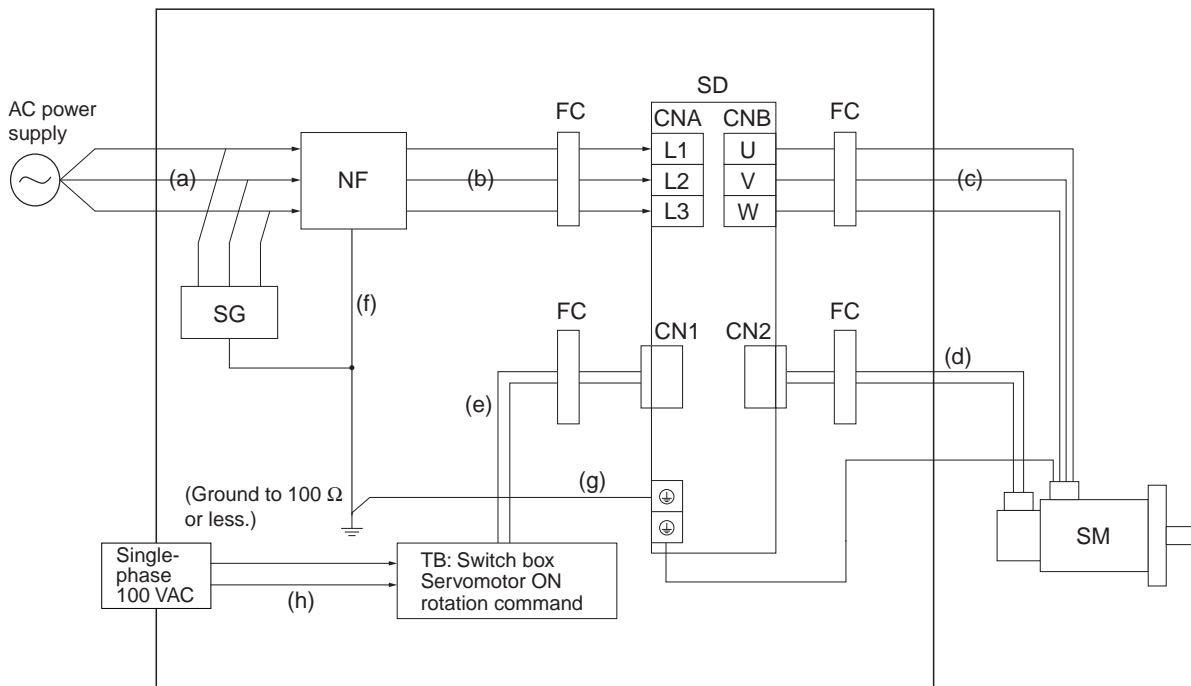 SD
AC power
supply
FC
CNA
CNB
FC
L1
U
(a)
NF
(b)
L2
V
(c)
L3
W
SG
(f)
FC
FC
CN1
CN2
(d)
(e)
(Ground to 100 Ω
or less.)
(g)
Single-
phase
100 VAC
(h)
TB: Switch box
Servomotor ON
rotation command
SM